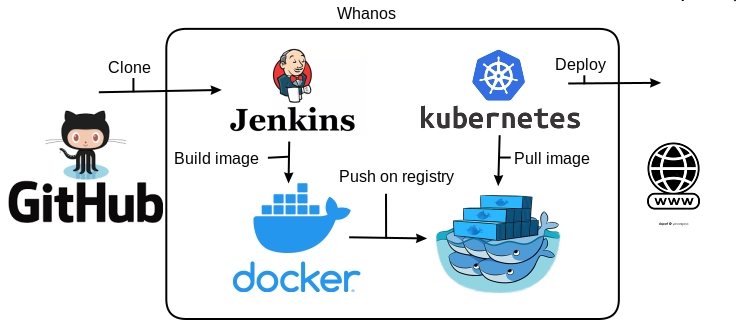 Whanos
Clone
Deploy
Jenkins
kubernetes
Build image
Pull image
Push on registry
GitHub
www
docker